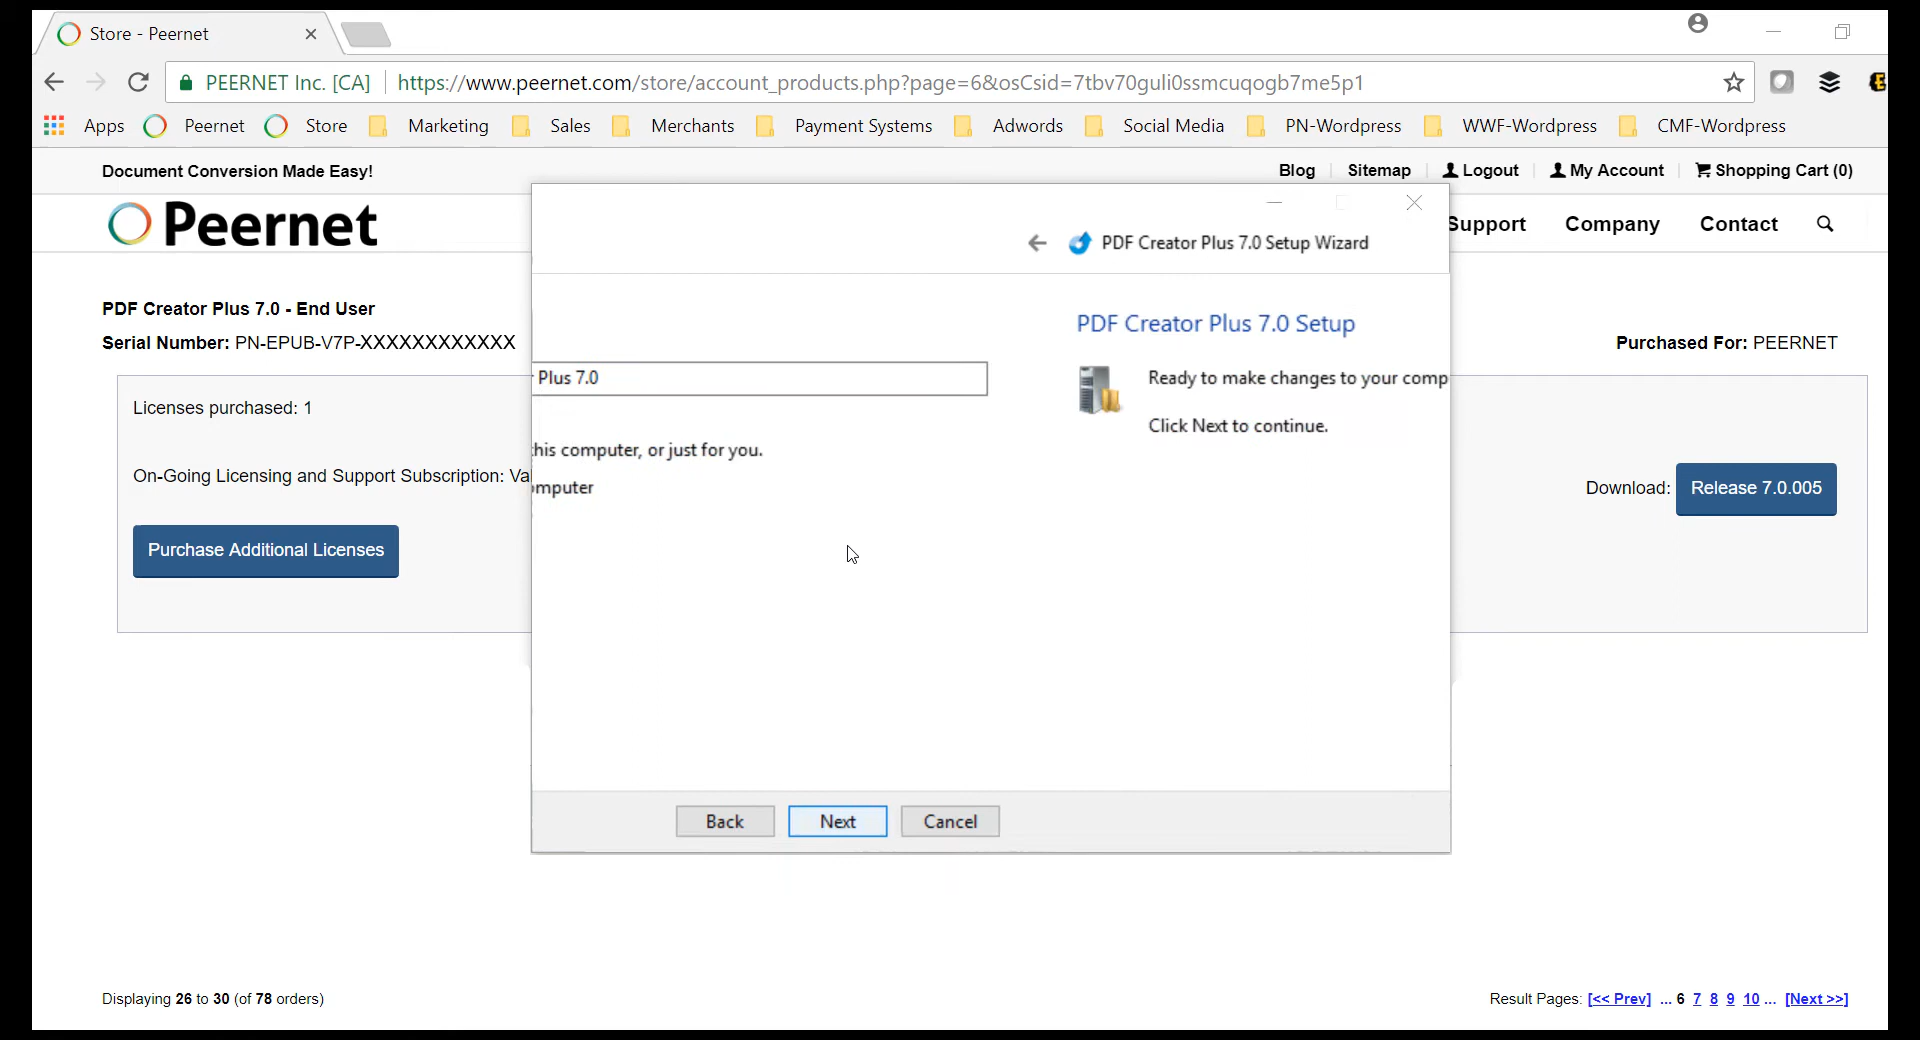 Store - Peernet
PEERNET Inc. [CA] https://www.peernet.com/store/account_products.php?page=6&osCsid=7tbv70guli0ssmcuqogb7me5p1
Apps Peernet Store Marketing Sales Merchants Payment Systems Adwords Social Media PN-Wordpress WWF-Wordpress CMF-Wordpress
Document Conversion Made Easy! Blog Sitemap Logout My Account Shopping Cart (0)
Peernet Support Company Contact
PDF Creator Plus 7.0 Setup Wizard
PDF Creator Plus 7.0 - End User
Serial Number: PN-EPUB-V7P-XXXXXXXXXXXX Purchased For: PEERNET
PDF Creator Plus 7.0 Setup
Plus 7.0
Ready to make changes to your comp
Licenses purchased: 1
Click Next to continue.
his computer, or just for you.
On-Going Licensing and Support Subscription: Va
omputer
Download: Release 7.0.005
Purchase Additional Licenses
Back Next Cancel
Displaying 26 to 30 (of 78 orders) Result Pages: [<< Prev] ... 6 7 8 9 10 ... [Next >>]